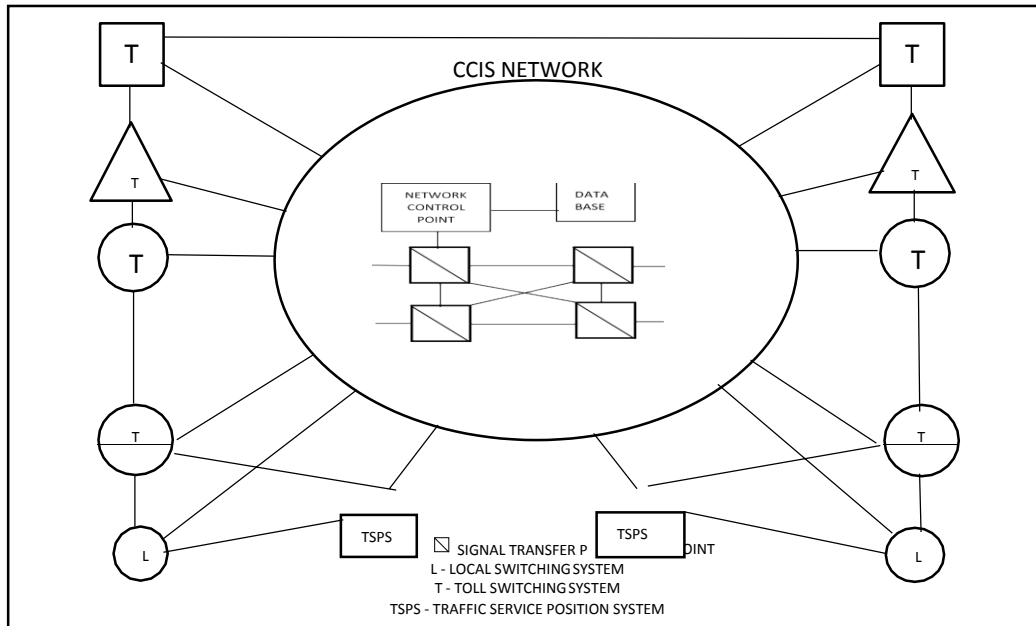 T
T
CCIS NETWORK
T
T
NETWORK
CONTROL
POINT
DATA
BASE
T
T
T
T
TSPS
TSPS
SIGNAL TRANSFER P OINT
L
L
L - LOCAL SWITCHING SYSTEM
T - TOLL SWITCHING SYSTEM
TSPS - TRAFFIC SERVICE POSITION SYSTEM